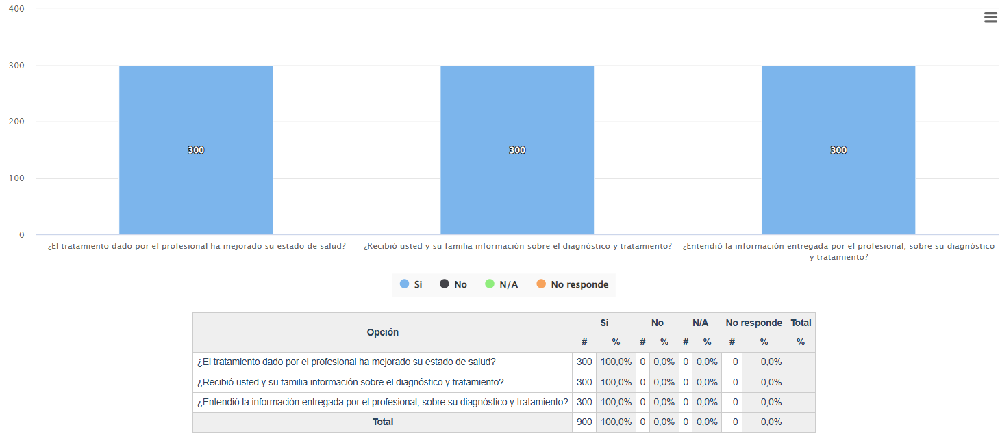 400
300
200
100
0
300
300
300
¿El tratamiento dado por el profesional ha mejorado su estado de salud?
¿Recibió usted y su familia información sobre el diagnóstico y tratamiento?
¿Entendió la información entregada por el profesional, sobre su diagnóstico
y tratamiento?
Si No N/A No responde
Opción Si No N/A No responde Total
# % # % # % # % %
¿El tratamiento dado por el profesional ha mejorado su estado de salud? 300 100,0% 0 0,0% 0 0,0% 0 0,0%
¿Recibió usted y su familia información sobre el diagnóstico y tratamiento? 300 100,0% 0 0,0% 0 0,0% 0 0,0%
¿Entendió la información entregada por el profesional, sobre su diagnóstico y tratamiento? 300 100,0% 0 0,0% 0 0,0% 0 0,0%
Total 900 100,0% 0 0,0% 0 0,0% 0 0,0%